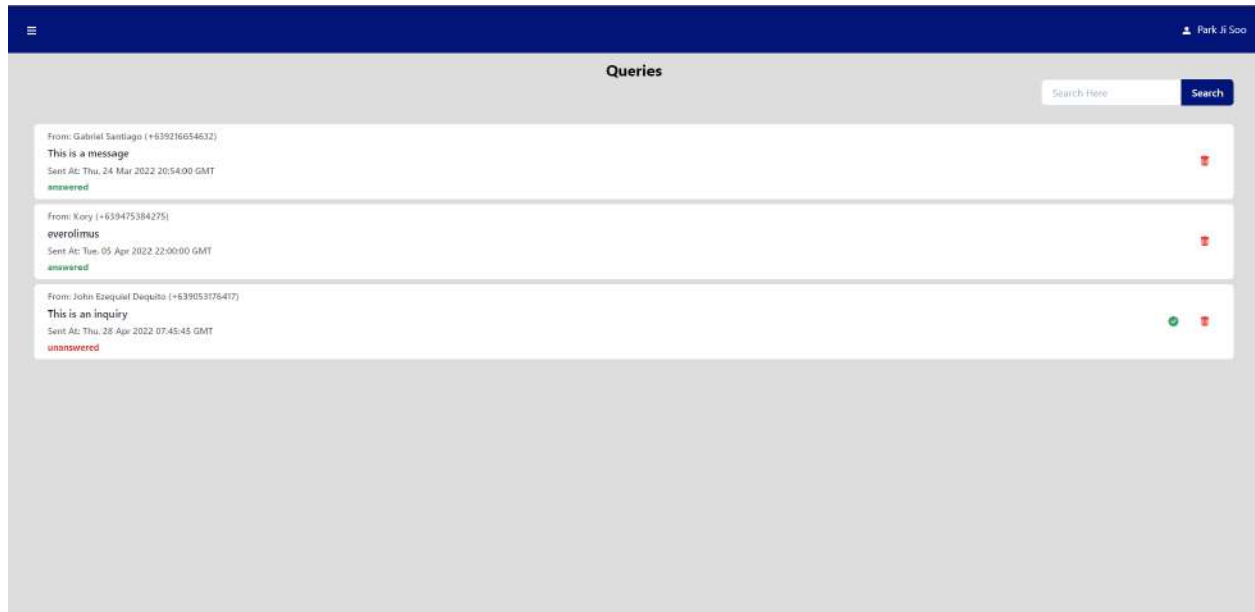 Park Ji Soo
Queries
Search Here Search
From: Gabriel Santiago (+639216654632)
This is a message
Sent At: Thu, 24 Mar 2022 20:54:00 GMT
answered
From: Kory (+639475384275)
everolimus
Sent At: Tue, 05 Apr 2022 22:00:00 GMT
answered
From: John Ezequiel Dequito (+639053176417)
This is an inquiry
Sent At: Thu, 28 Apr 2022 07:45:45 GMT
unanswered